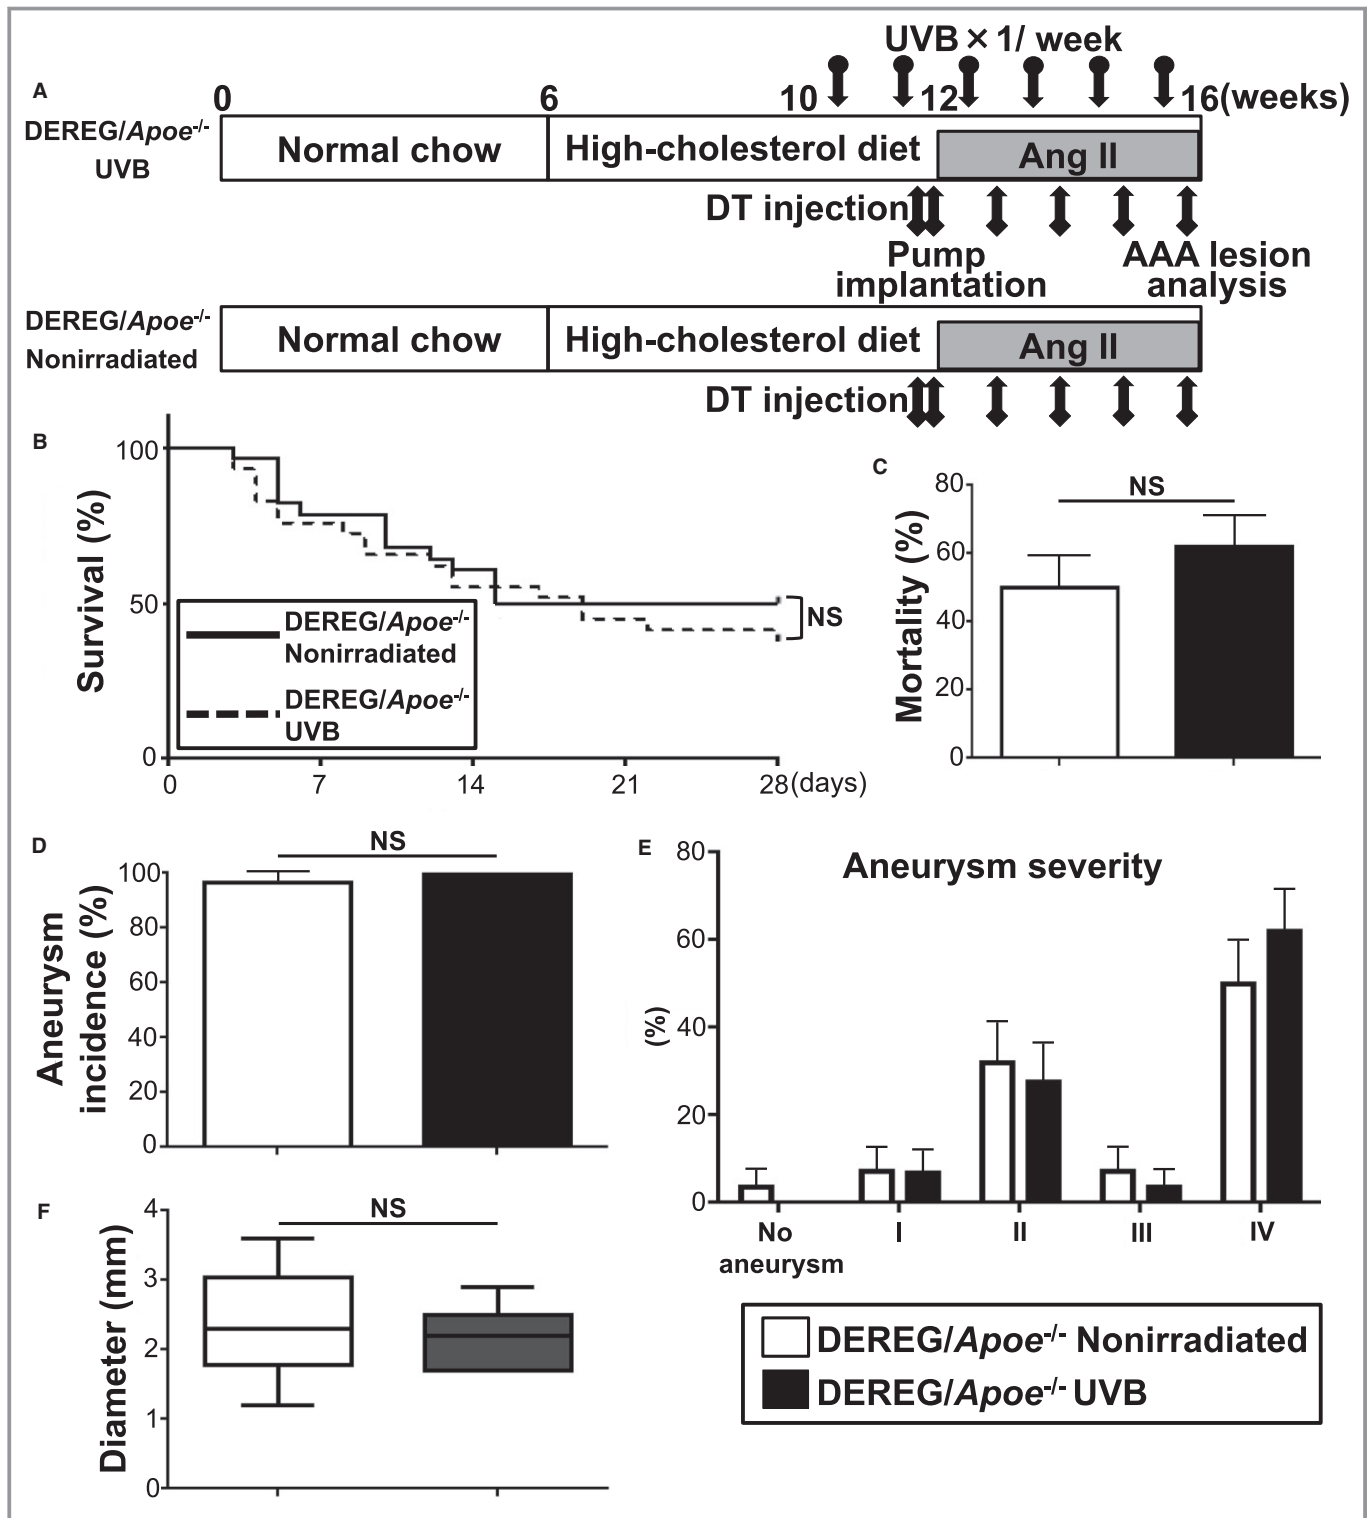 UVB × 1/ week
A
0 6 10 12 16(weeks)
DEREG/Apoe-/-
UVB
Normal chow
High-cholesterol diet
Ang II
DT injection
Pump
implantation
AAA lesion
analysis
DEREG/Apoe-/-
Nonirradiated
Normal chow
High-cholesterol diet
Ang II
DT injection
B
Survival (%)
100
50
0
0 7 14 21 28(days)
DEREG/Apoe-/-
Nonirradiated
DEREG/Apoe-/-
UVB
NS
C
Mortality (%)
80
60
40
20
0
NS
D
Aneurysm
incidence (%)
100
80
60
40
20
0
NS
E
Aneurysm severity
(%)
80
60
40
20
0
No
aneurysm
I II III IV
F
Diameter (mm)
4
3
2
1
0
NS
DEREG/Apoe-/- Nonirradiated
DEREG/Apoe-/- UVB